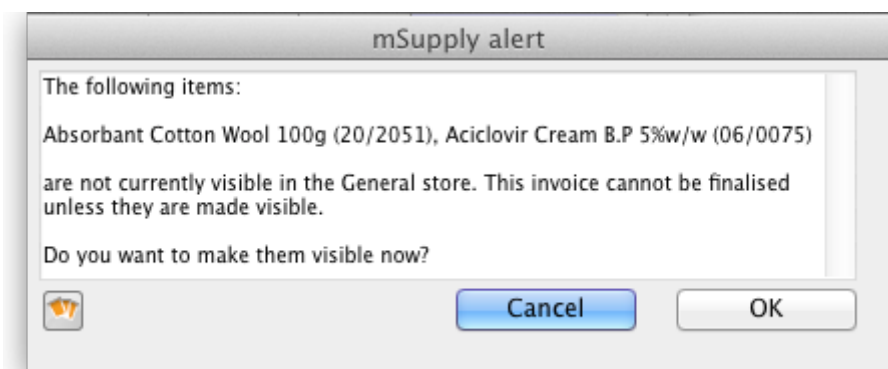 mSupply alert
The following items:
Absorbant Cotton Wool 100g (20/2051), Aciclovir Cream B.P 5%w/w (06/0075)
are not currently visible in the General store. This invoice cannot be finalised
unless they are made visible.
Do you want to make them visible now?
Cancel
OK